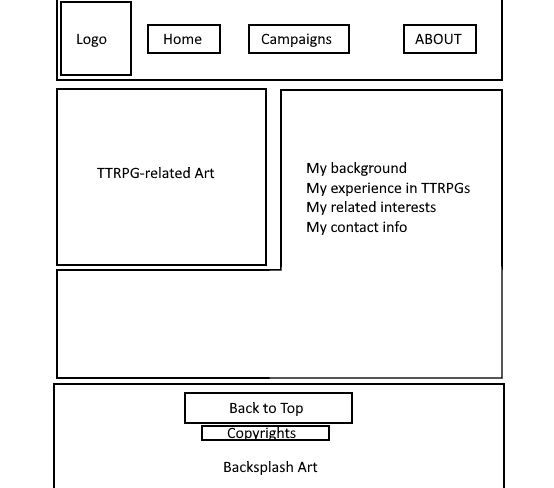 Logo
Home
Campaigns
ABOUT
TTRPG-related Art
My background
My experience in TTRPGs
My related interests
My contact info
Back to Top
Copyrights
Backsplash Art